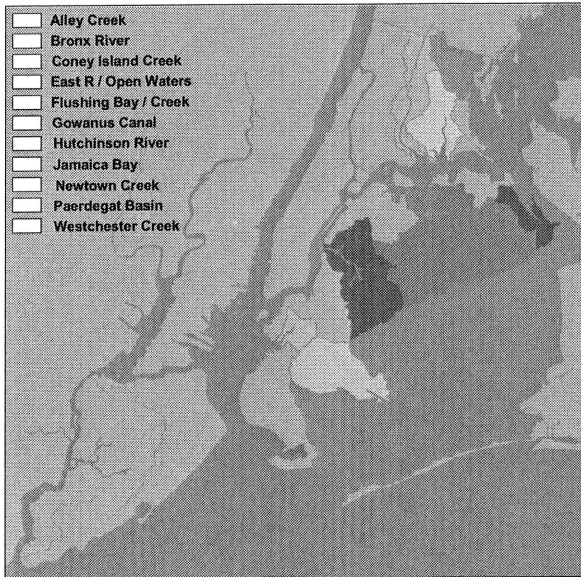 Alley Creek
Bronx River
Coney Island Creek
East R / Open Waters
Flushing Bay / Creek
Gowanus Canal
Hutchinson River
Jamaica Bay
Newtown Creek
Paerdegat Basin
Westchester Creek